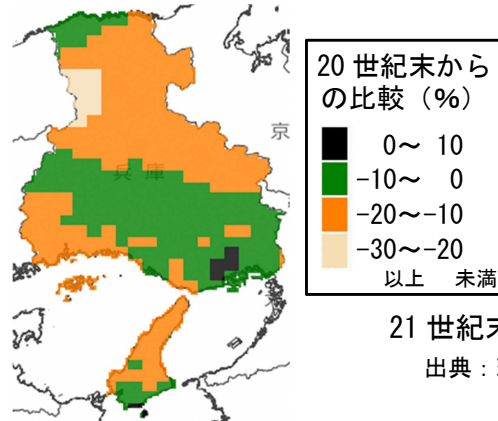 兵 庫
京
20 世紀末から
の比較（%）
0～ 10
-10～ 0
-20～-10
-30～-20
以上 未満
21 世紀
出典：